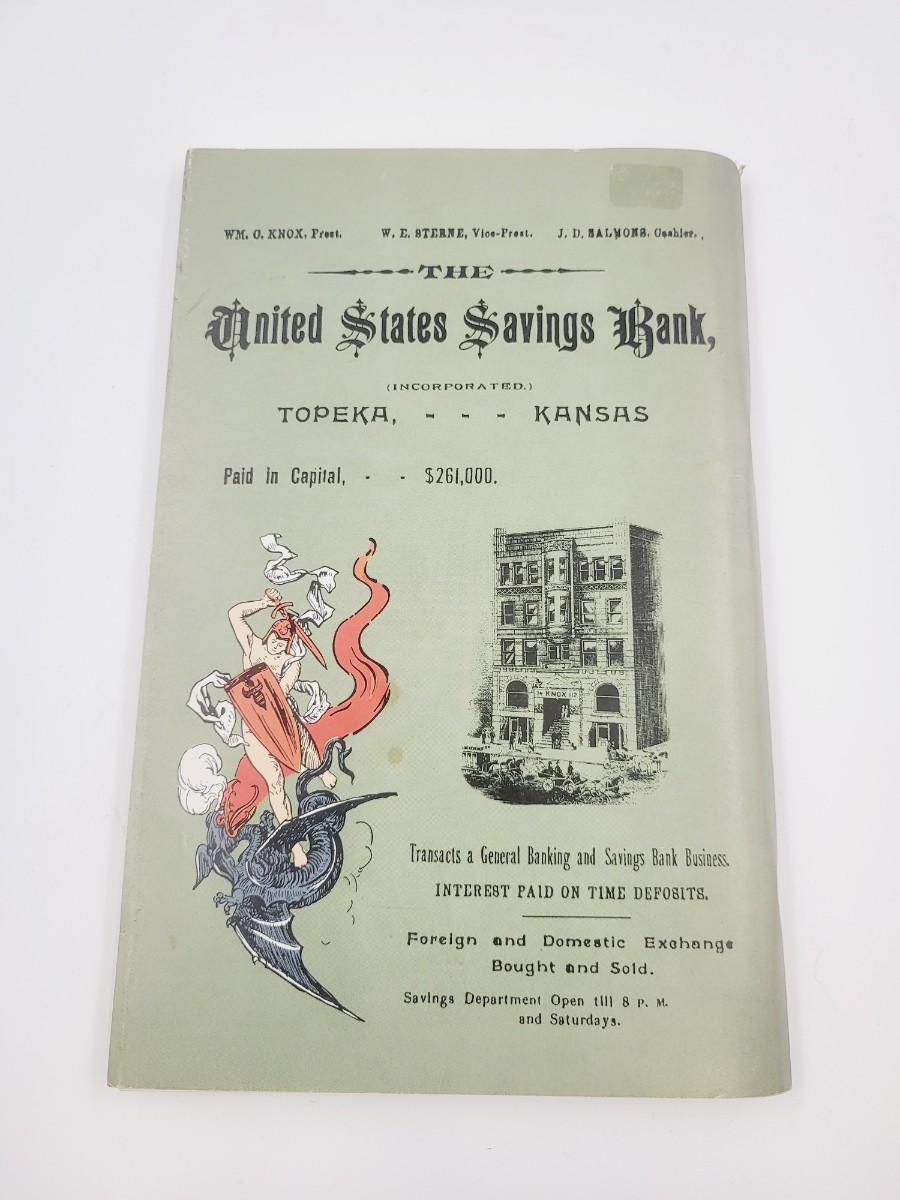 WM. C. KNOX, Prest. W. E. STERNE, Vice-Prest. J. D. SALMONS, Cashier.
THE
United States Savings Bank,
(INCORPORATED.)
TOPEKA, - - - KANSAS
Paid in Capital, - - $261,000.
KNOX
Transacts a General Banking and Savings Bank Business.
INTEREST PAID ON TIME DEPOSITS.
Foreign and Domestic Exchange
Bought and Sold.
Savings Department Open till 8 P. M.
and Saturdays.